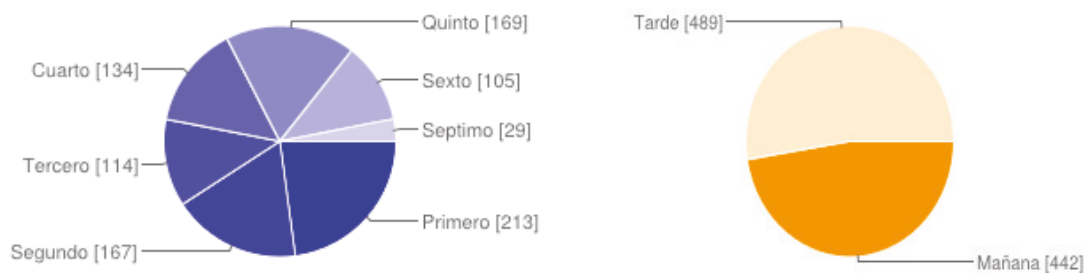 Quinto [169]
Cuarto [134]
Sexto [105]
Septimo [29]
Tercero [114]
Primero [213]
Segundo [167]
Tarde [489]
Mañana [442]